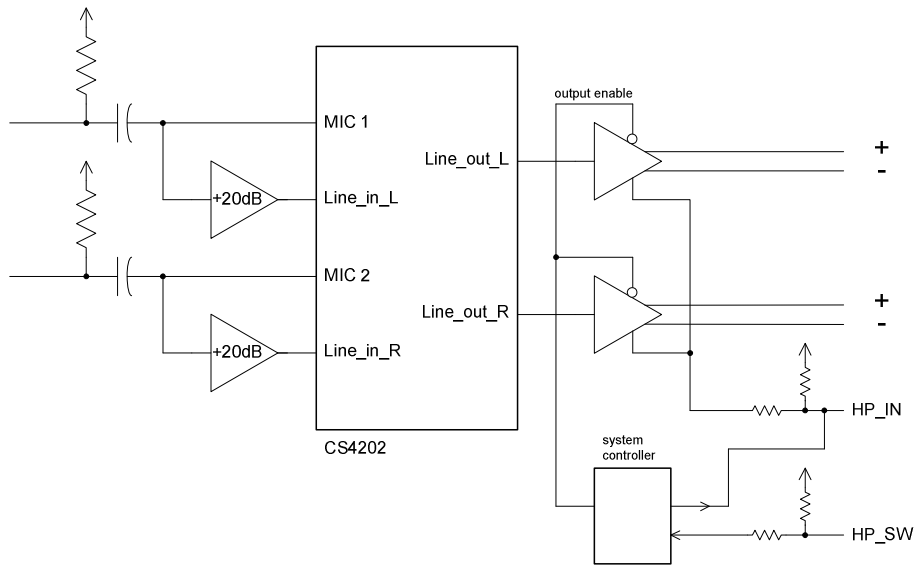 output enable
MIC 1
Line_out_L
+
-
+20dB
Line_in_L
MIC 2
Line_out_R
+
-
+20dB
Line_in_R
HP_IN
CS4202
system
controller
HP_SW